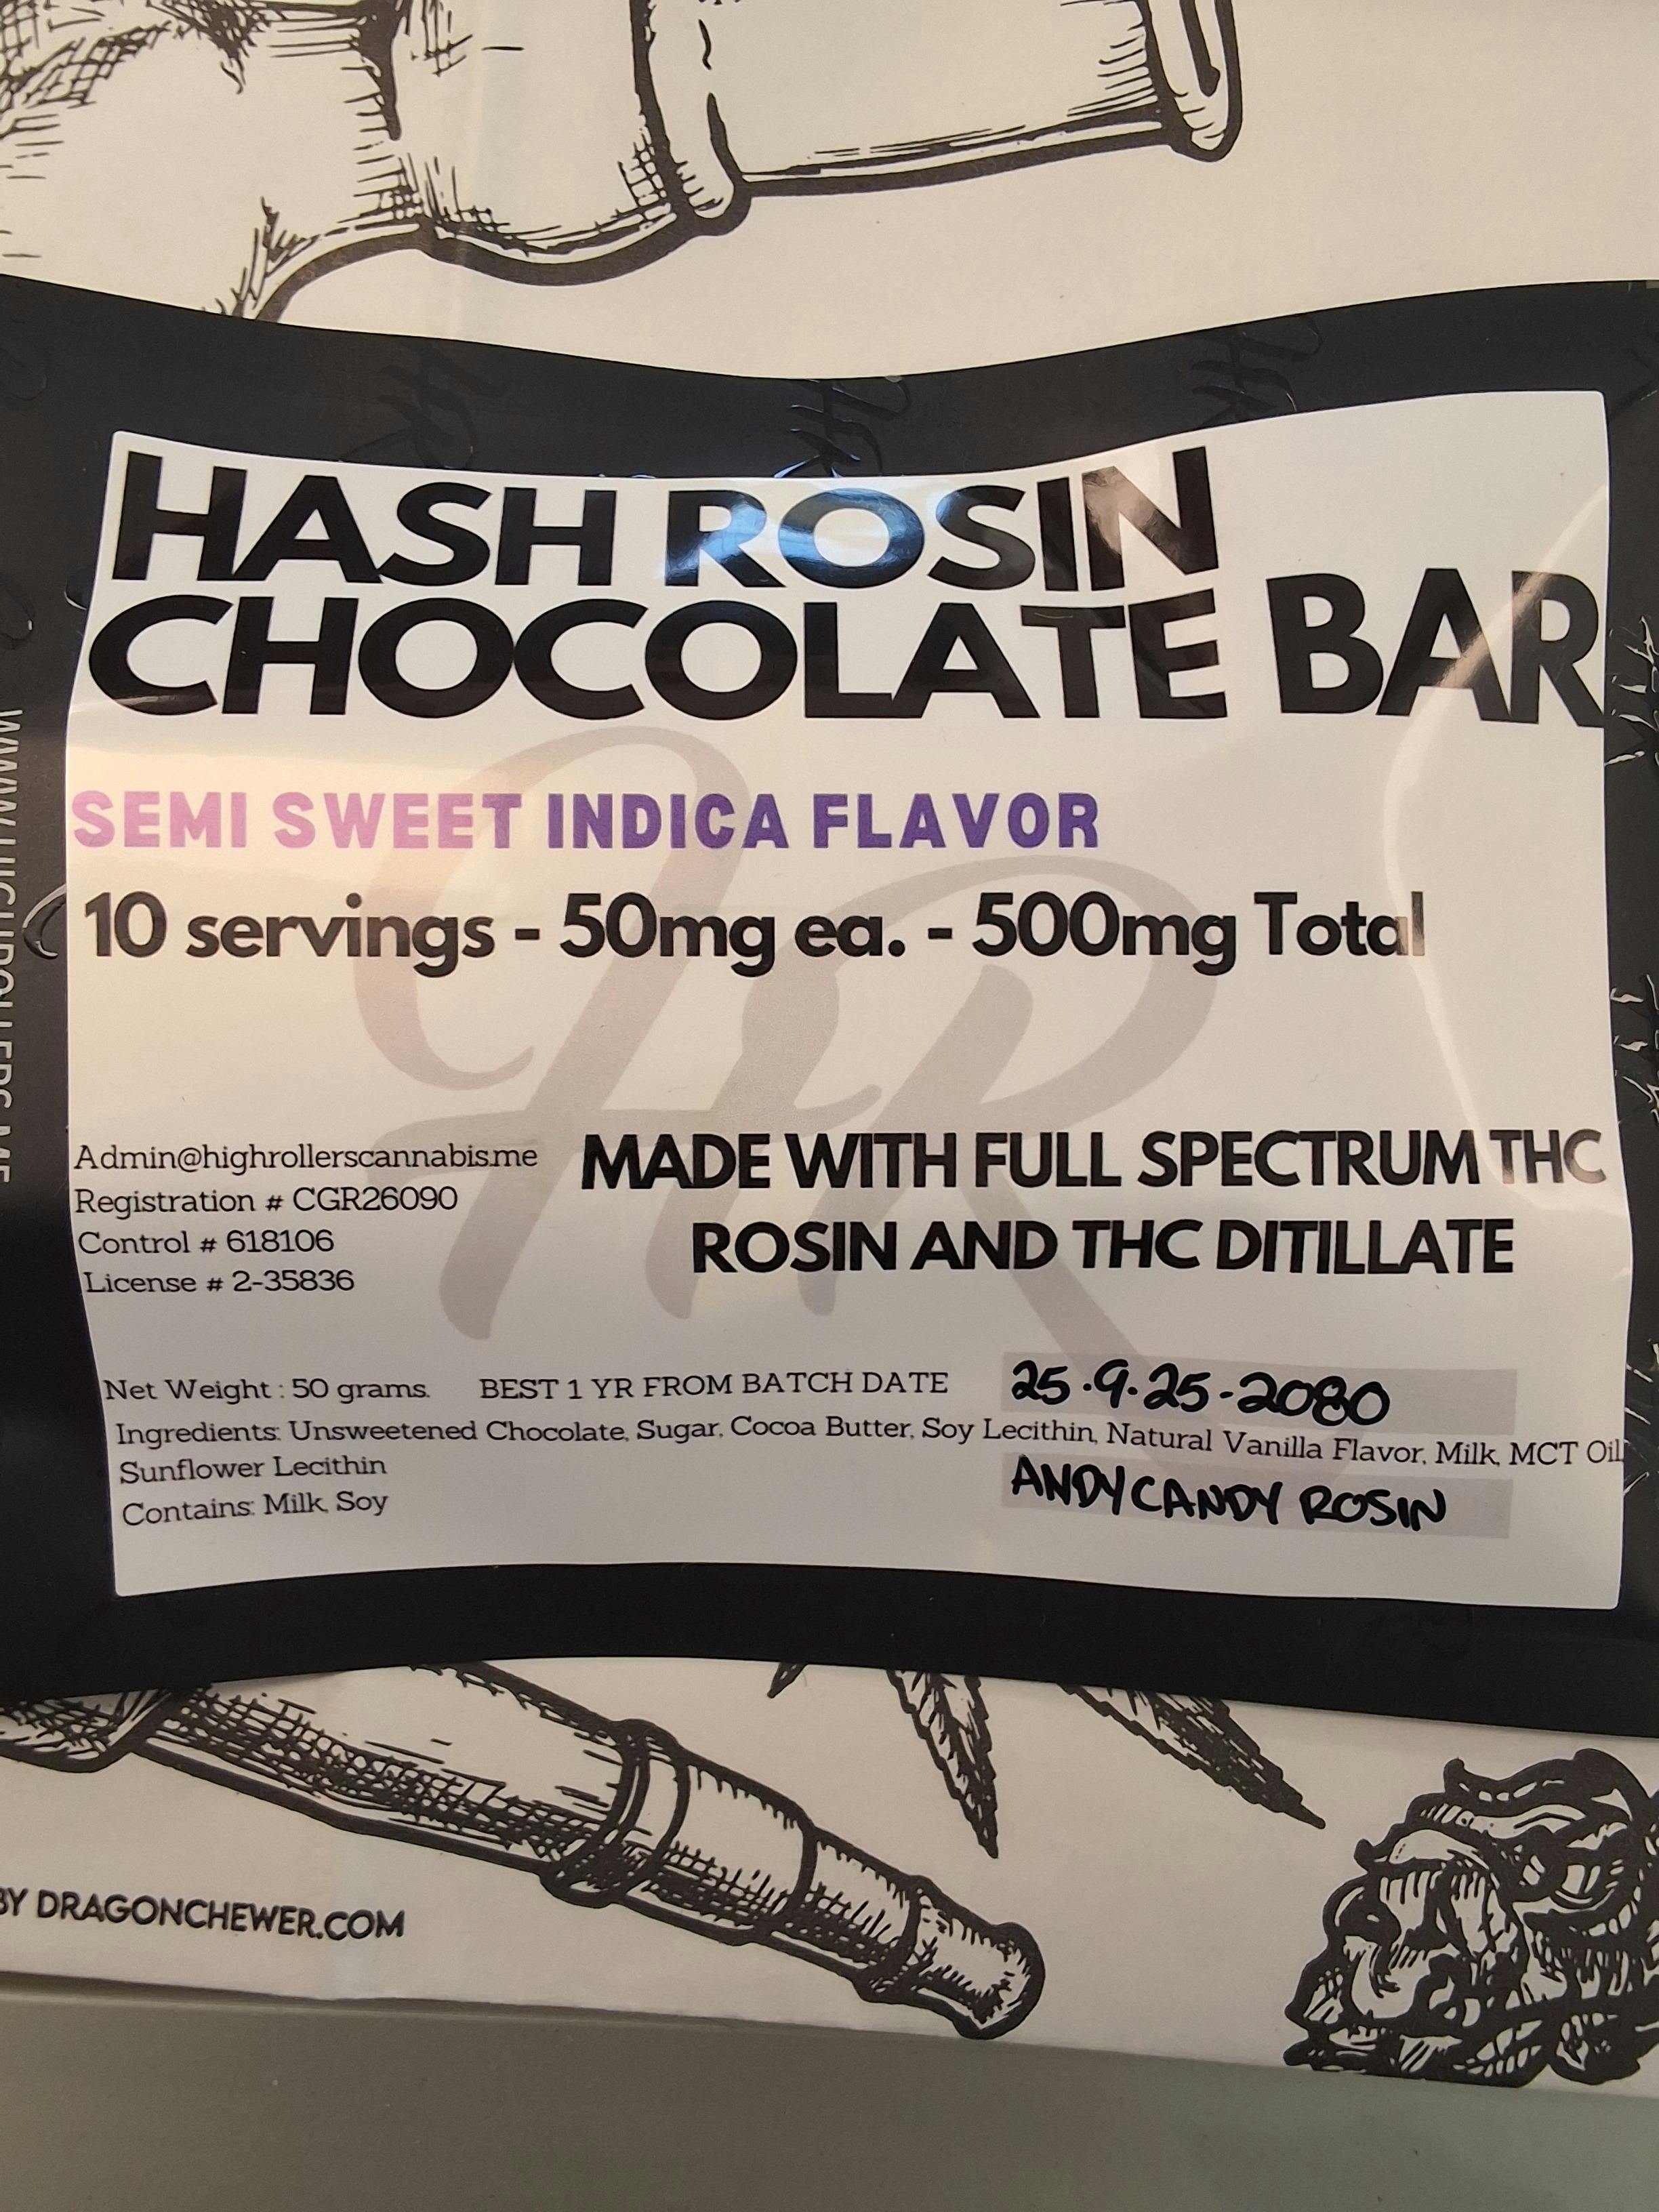 HASH ROSIN
CHOCOLATE BAR
SEMI SWEET INDICA FLAVOR
10 servings - 50mg ea. - 500mg Total
Admin@highrollerscannabis.me
Registration # CGR26090
Control # 618106
License # 2-35836
MADE WITH FULL SPECTRUM THC
ROSIN AND THC DITILLATE
Net Weight : 50 grams. BEST 1 YR FROM BATCH DATE 25.9.25-2080
Ingredients: Unsweetened Chocolate, Sugar, Cocoa Butter, Soy Lecithin, Natural Vanilla Flavor, Milk, MCT Oil,
Sunflower Lecithin
Contains: Milk, Soy
ANDYCANDY ROSIN
HR
BY DRAGONCHEWER.COM